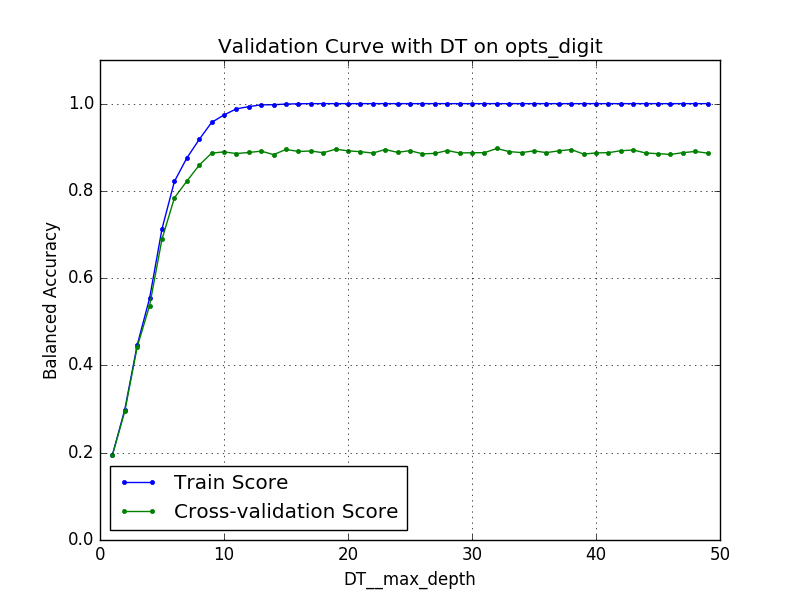 Validation Curve with DT on opts_digit
Balanced Accuracy
1.0
0.8
0.6
0.4
0.2
0.0
Train Score
Cross-validation Score
0 10 20 30 40 50
DT__max_depth